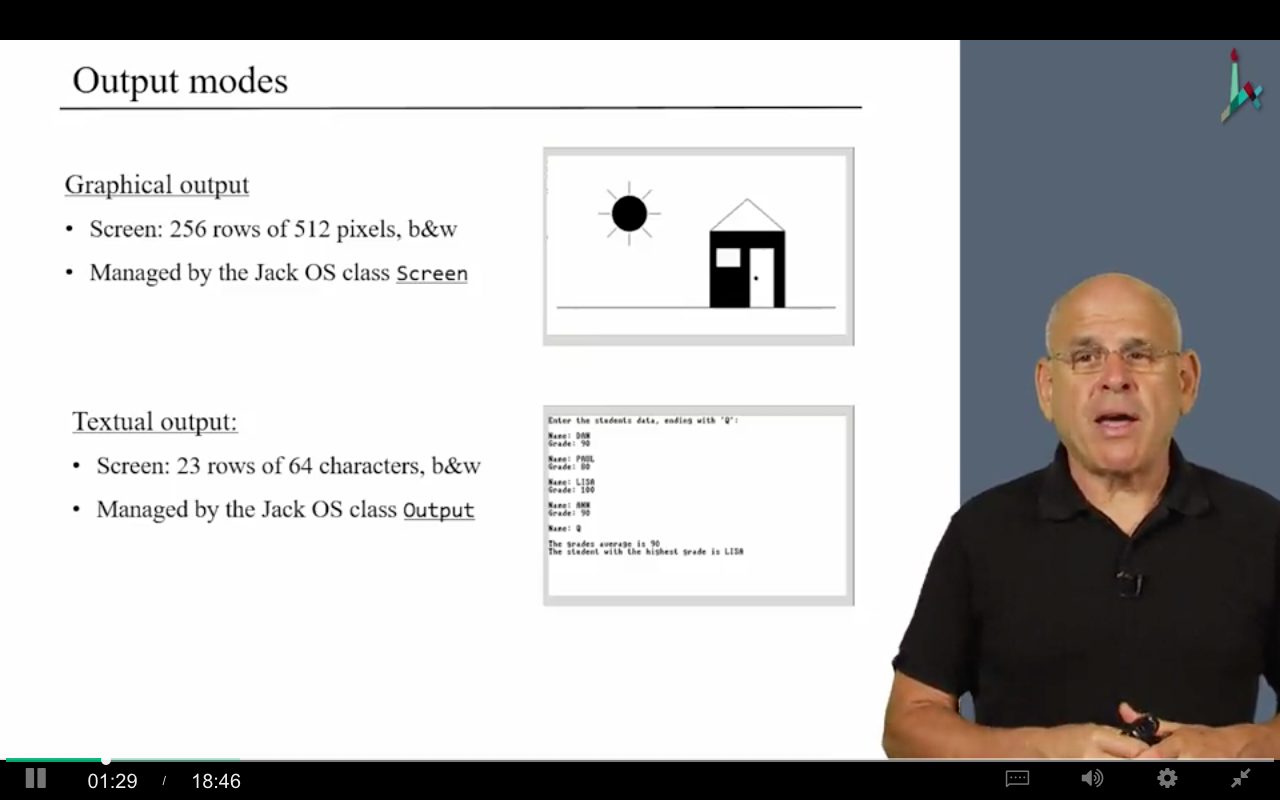 Output modes
Graphical output
• Screen: 256 rows of 512 pixels, b&w
• Managed by the Jack OS class Screen
Textual output:
• Screen: 23 rows of 64 characters, b&w
• Managed by the Jack OS class Output
Enter the students data, ending with 'Q':
Name: DAN
Grade: 90
Name: PAUL
Grade: 80
Name: LISA
Grade: 100
Name: ANN
Grade: 90
Name: Q
The grades average is 90
The student with the highest grade is LISA
01:29 / 18:46